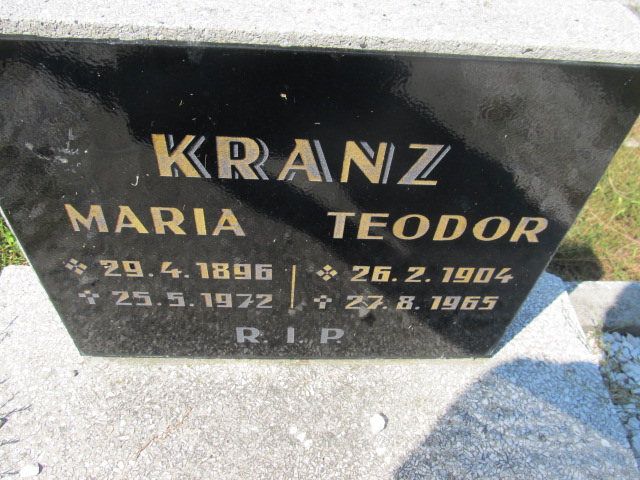 KRANZ
MARIA TEODOR
29.4.1896 26.2.1904
✝ 25.5.1972 ✝ 27.8.1965
R.I.P.